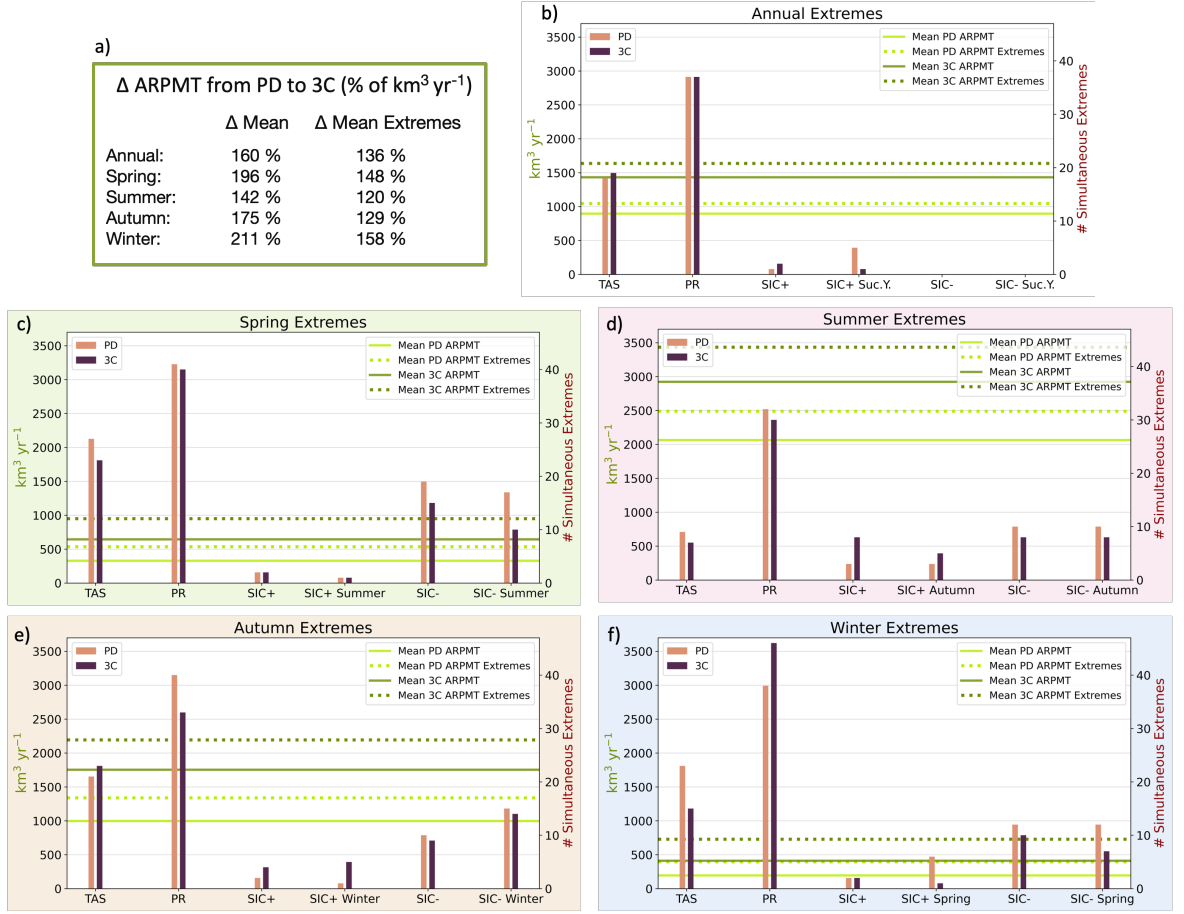 a)
Δ ARPMT from PD to 3C (% of km³ yr⁻¹)
Δ Mean Δ Mean Extremes
Annual: 160 % 136 %
Spring: 196 % 148 %
Summer: 142 % 120 %
Autumn: 175 % 129 %
Winter: 211 % 158 %
b)
Annual Extremes
PD
3C
Mean PD ARPMT
Mean PD ARPMT Extremes
Mean 3C ARPMT
Mean 3C ARPMT Extremes
km³ yr⁻¹
3500
3000
2500
2000
1500
1000
500
0
# Simultaneous Extremes
40
30
20
10
0
TAS PR SIC+ SIC+ Suc.Y. SIC- SIC- Suc.Y.
c)
Spring Extremes
PD
3C
Mean PD ARPMT
Mean PD ARPMT Extremes
Mean 3C ARPMT
Mean 3C ARPMT Extremes
km³ yr⁻¹
3500
3000
2500
2000
1500
1000
500
0
# Simultaneous Extremes
40
30
20
10
0
TAS PR SIC+ SIC+ Summer SIC- SIC- Summer
d)
Summer Extremes
PD
3C
Mean PD ARPMT
Mean PD ARPMT Extremes
Mean 3C ARPMT
Mean 3C ARPMT Extremes
km³ yr⁻¹
3500
3000
2500
2000
1500
1000
500
0
# Simultaneous Extremes
40
30
20
10
0
TAS PR SIC+ SIC+ Autumn SIC- SIC- Autumn
e)
Autumn Extremes
PD
3C
Mean PD ARPMT
Mean PD ARPMT Extremes
Mean 3C ARPMT
Mean 3C ARPMT Extremes
km³ yr⁻¹
3500
3000
2500
2000
1500
1000
500
0
# Simultaneous Extremes
40
30
20
10
0
TAS PR SIC+ SIC+ Winter SIC- SIC- Winter
f)
Winter Extremes
PD
3C
Mean PD ARPMT
Mean PD ARPMT Extremes
Mean 3C ARPMT
Mean 3C ARPMT Extremes
km³ yr⁻¹
3500
3000
2500
2000
1500
1000
500
0
# Simultaneous Extremes
40
30
20
10
0
TAS PR SIC+ SIC+ Spring SIC- SIC- Spring